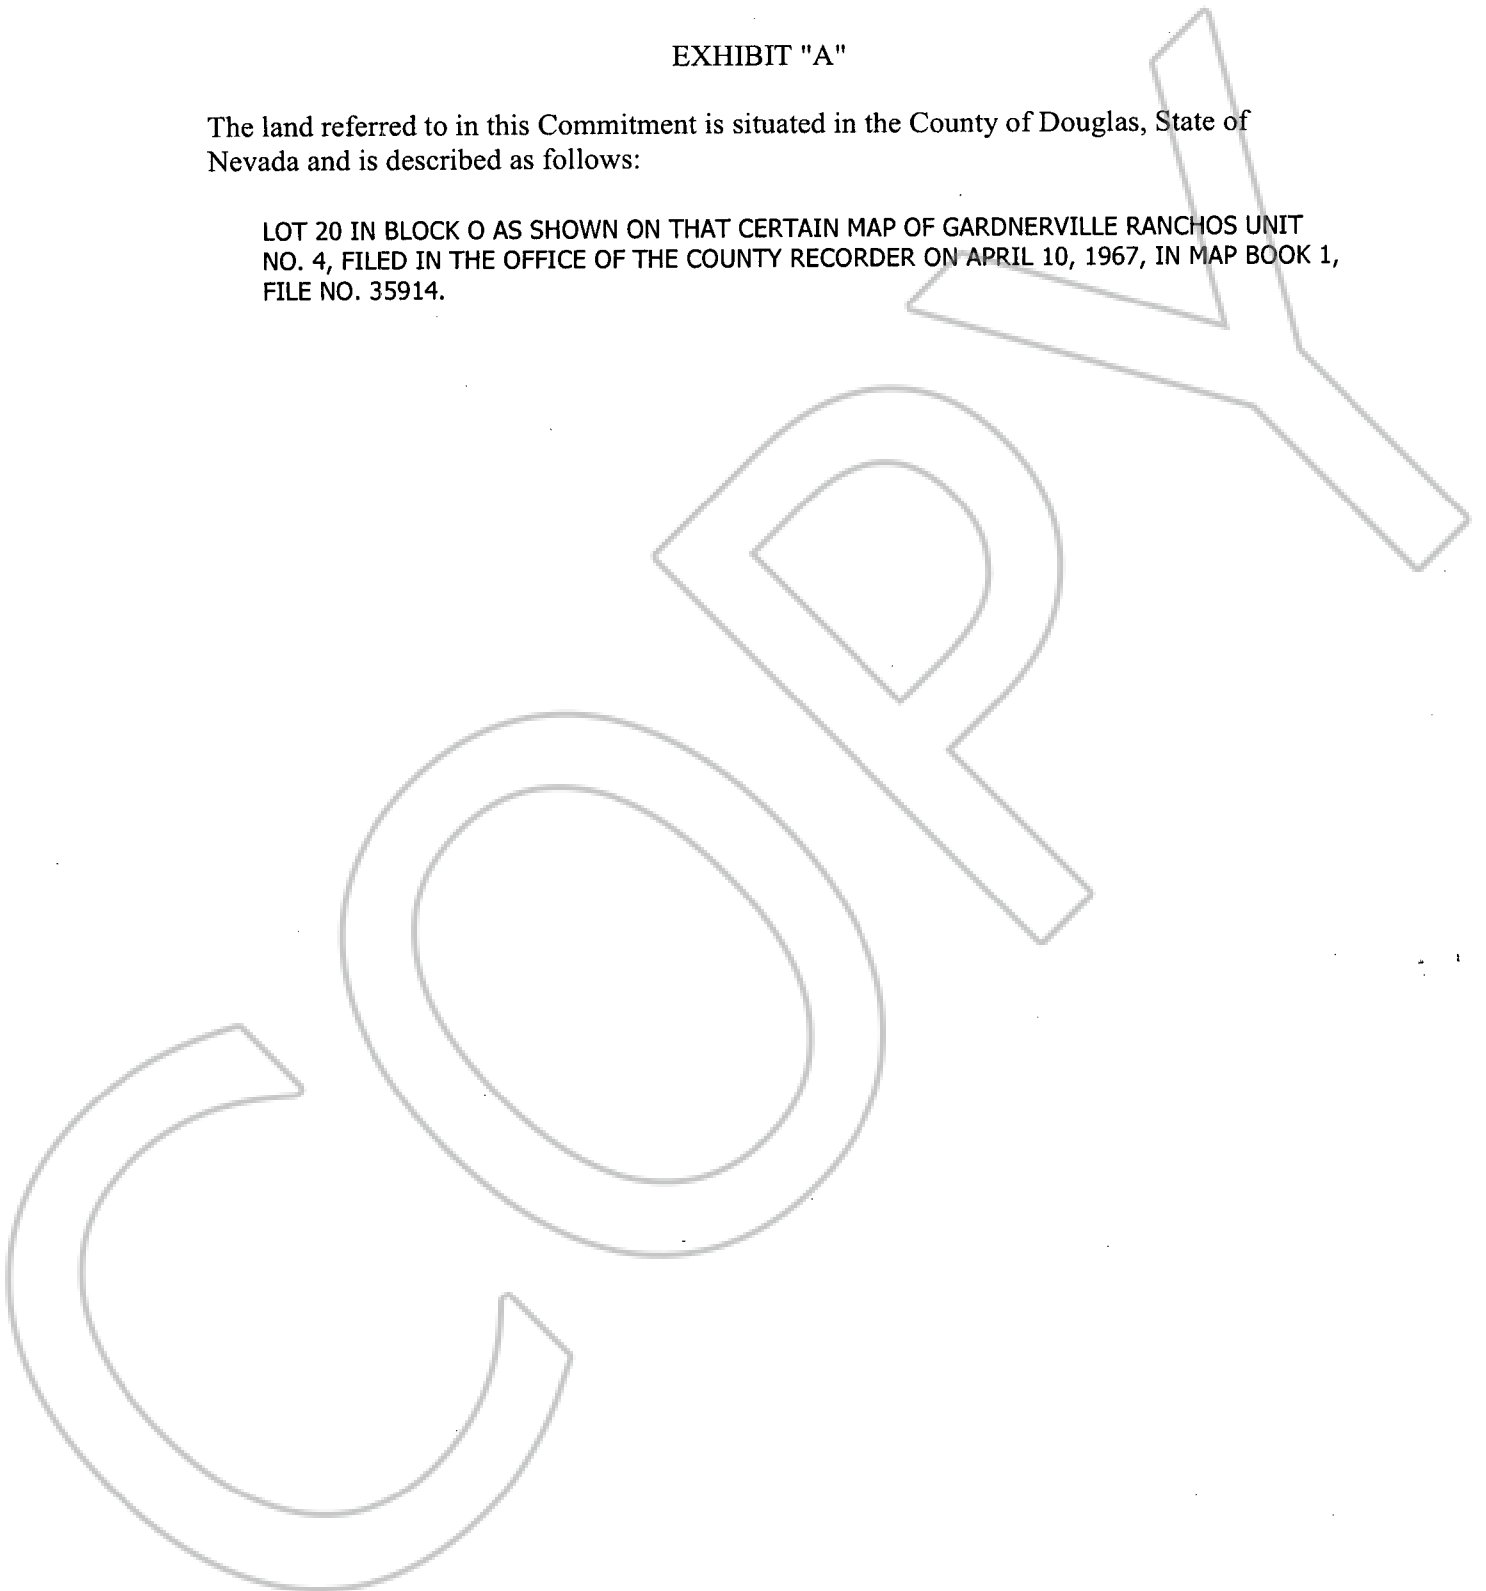 EXHIBIT "A"
The land referred to in this Commitment is situated in the County of Douglas, State of
Nevada and is described as follows:
LOT 20 IN BLOCK O AS SHOWN ON THAT CERTAIN MAP OF GARDNERVILLE RANCHOS UNIT
NO. 4, FILED IN THE OFFICE OF THE COUNTY RECORDER ON APRIL 10, 1967, IN MAP BOOK 1,
FILE NO. 35914.
COPY